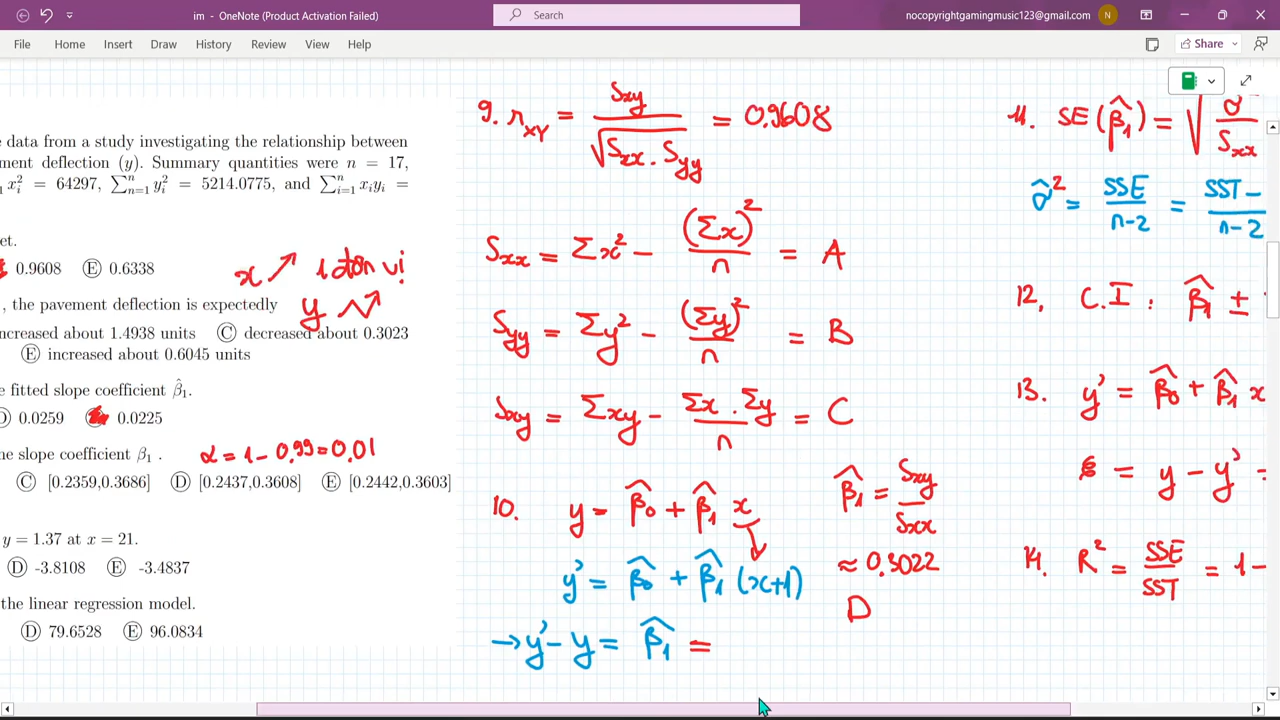 im - OneNote (Product Activation Failed)
Search
nocopyrightgamingmusic123@gmail.com
N
File Home Insert Draw History Review View Help
Share
e data from a study investigating the relationship between
ment deflection (y). Summary quantities were n = 17,
1 x_i^2 = 64297, ∑_{n=1}^n y_i^2 = 5214.0775, and ∑_{i=1}^n x_i y_i =
et.
0.9608 Ⓔ 0.6338
x ↗ 1 đơn vị
, the pavement deflection is expectedly
y ↗
ncreased about 1.4938 units Ⓒ decreased about 0.3023
Ⓔ increased about 0.6045 units
e fitted slope coefficient β̂1.
0.0259 0.0225
he slope coefficient β1 .
α = 1 - 0.99 = 0.01
Ⓒ [0.2359,0.3686] Ⓓ [0.2437,0.3608] Ⓔ [0.2442,0.3603]
y = 1.37 at x = 21.
Ⓓ -3.8108 Ⓔ -3.4837
the linear regression model.
Ⓓ 79.6528 Ⓔ 96.0834
9. r_XY = Sxy / √(Sxx . Syy) = 0.9608
Sxx = Σx² - (Σx)²/n = A
Syy = Σy² - (Σy)²/n = B
Sxy = Σxy - Σx . Σy/n = C
10. y = β̂0 + β̂1 x
y' = β̂0 + β̂1 (x+1)
→ y' - y = β̂1 =
β̂1 = Sxy/Sxx
≈ 0.3022
D
11. SE(β̂1) = √(σ̂²/Sxx
σ̂² = SSE/n-2 = SST -/n-2
12, C.I : β̂1 ±
13. y' = β̂0 + β̂1 x
= y - y' =
14. R² = SSE/SST = 1 -